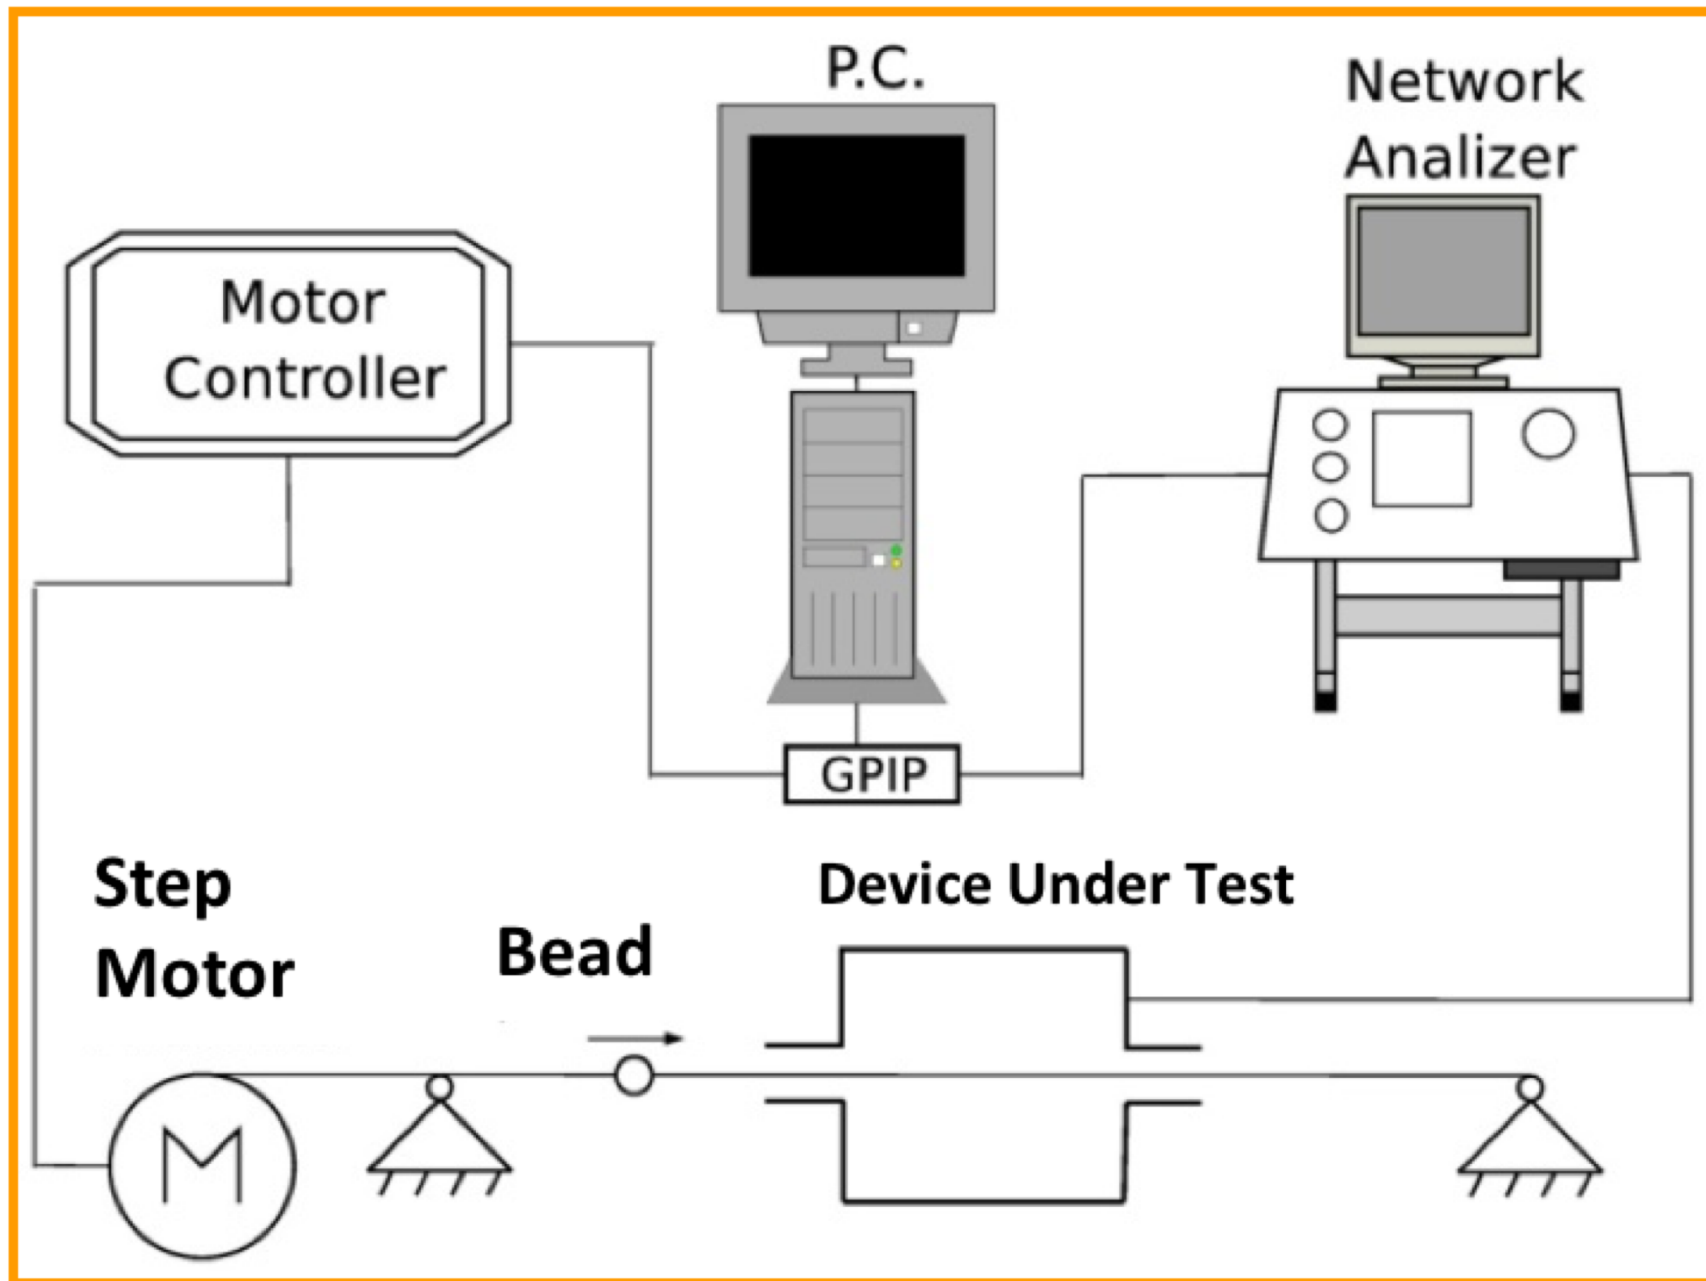 P.C.
Network
Analizer
Motor
Controller
GPIP
Step
Motor
Bead
Device Under Test
M